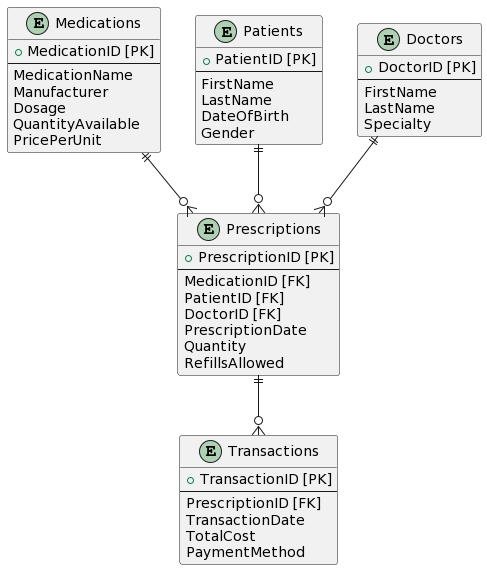 E Medications
MedicationID [PK]
MedicationName
Manufacturer
Dosage
QuantityAvailable
PricePerUnit
E Patients
PatientID [PK]
FirstName
LastName
DateOfBirth
Gender
E Doctors
DoctorID [PK]
FirstName
LastName
Specialty
E Prescriptions
PrescriptionID [PK]
MedicationID [FK]
PatientID [FK]
DoctorID [FK]
PrescriptionDate
Quantity
RefillsAllowed
E Transactions
TransactionID [PK]
PrescriptionID [FK]
TransactionDate
TotalCost
PaymentMethod